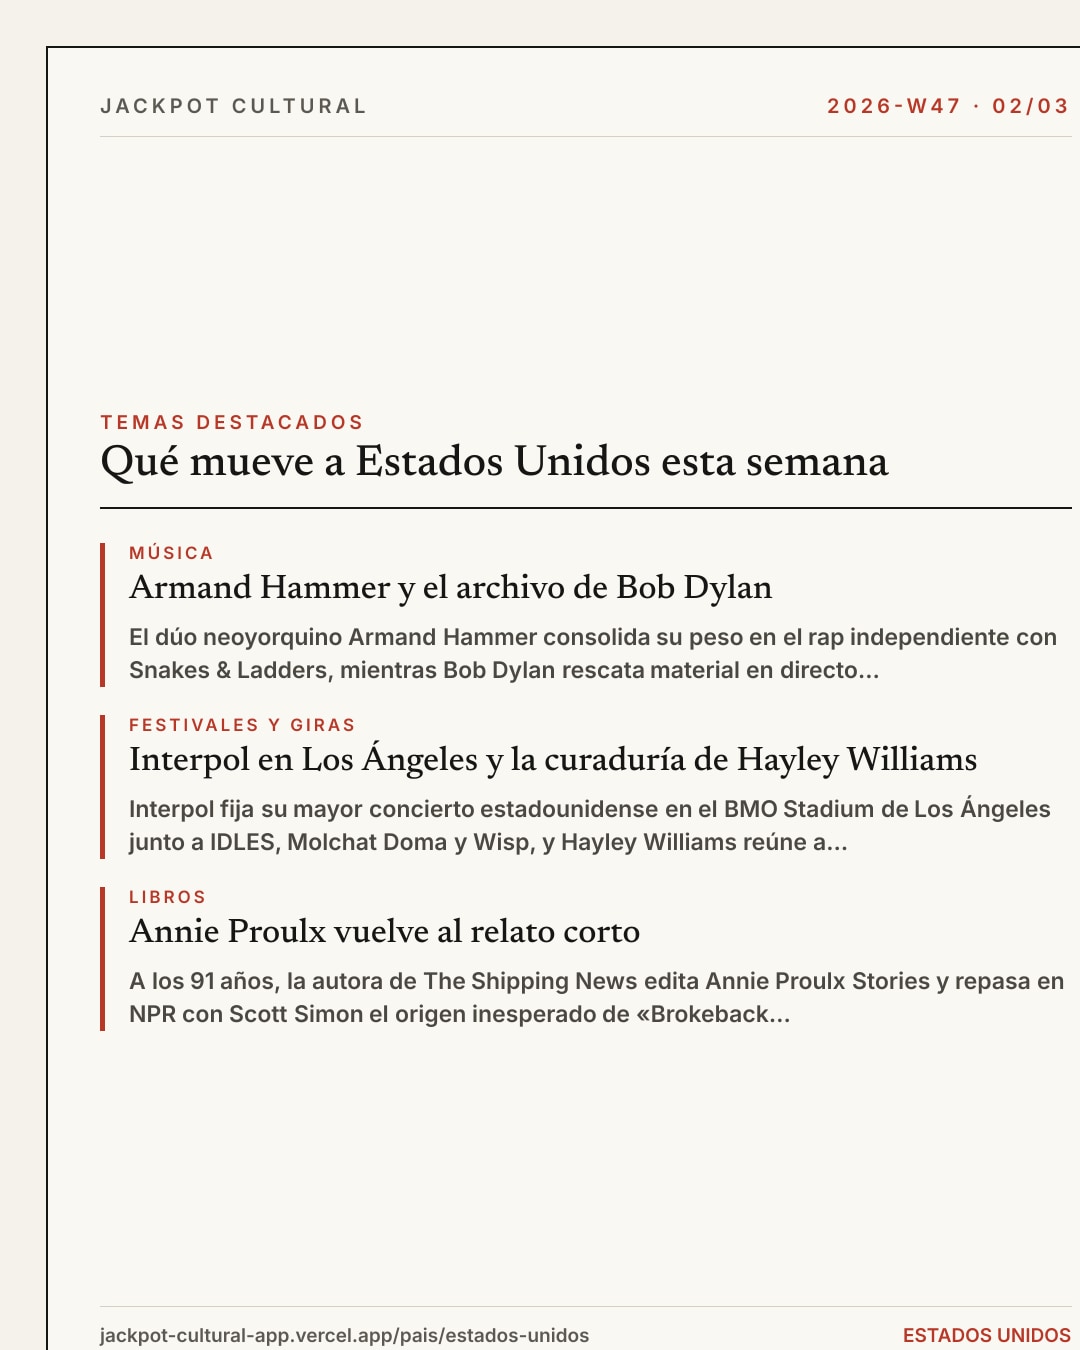 JACKPOT CULTURAL
2026-W47 · 02/03
TEMAS DESTACADOS
Qué mueve a Estados Unidos esta semana
MÚSICA
Armand Hammer y el archivo de Bob Dylan
El dúo neoyorquino Armand Hammer consolida su peso en el rap independiente con
Snakes & Ladders, mientras Bob Dylan rescata material en directo...
FESTIVALES Y GIRAS
Interpol en Los Ángeles y la curaduría de Hayley Williams
Interpol fija su mayor concierto estadounidense en el BMO Stadium de Los Ángeles
junto a IDLES, Molchat Doma y Wisp, y Hayley Williams reúne a...
LIBROS
Annie Proulx vuelve al relato corto
A los 91 años, la autora de The Shipping News edita Annie Proulx Stories y repasa en
NPR con Scott Simon el origen inesperado de «Brokeback...
jackpot-cultural-app.vercel.app/pais/estados-unidos
ESTADOS UNIDOS